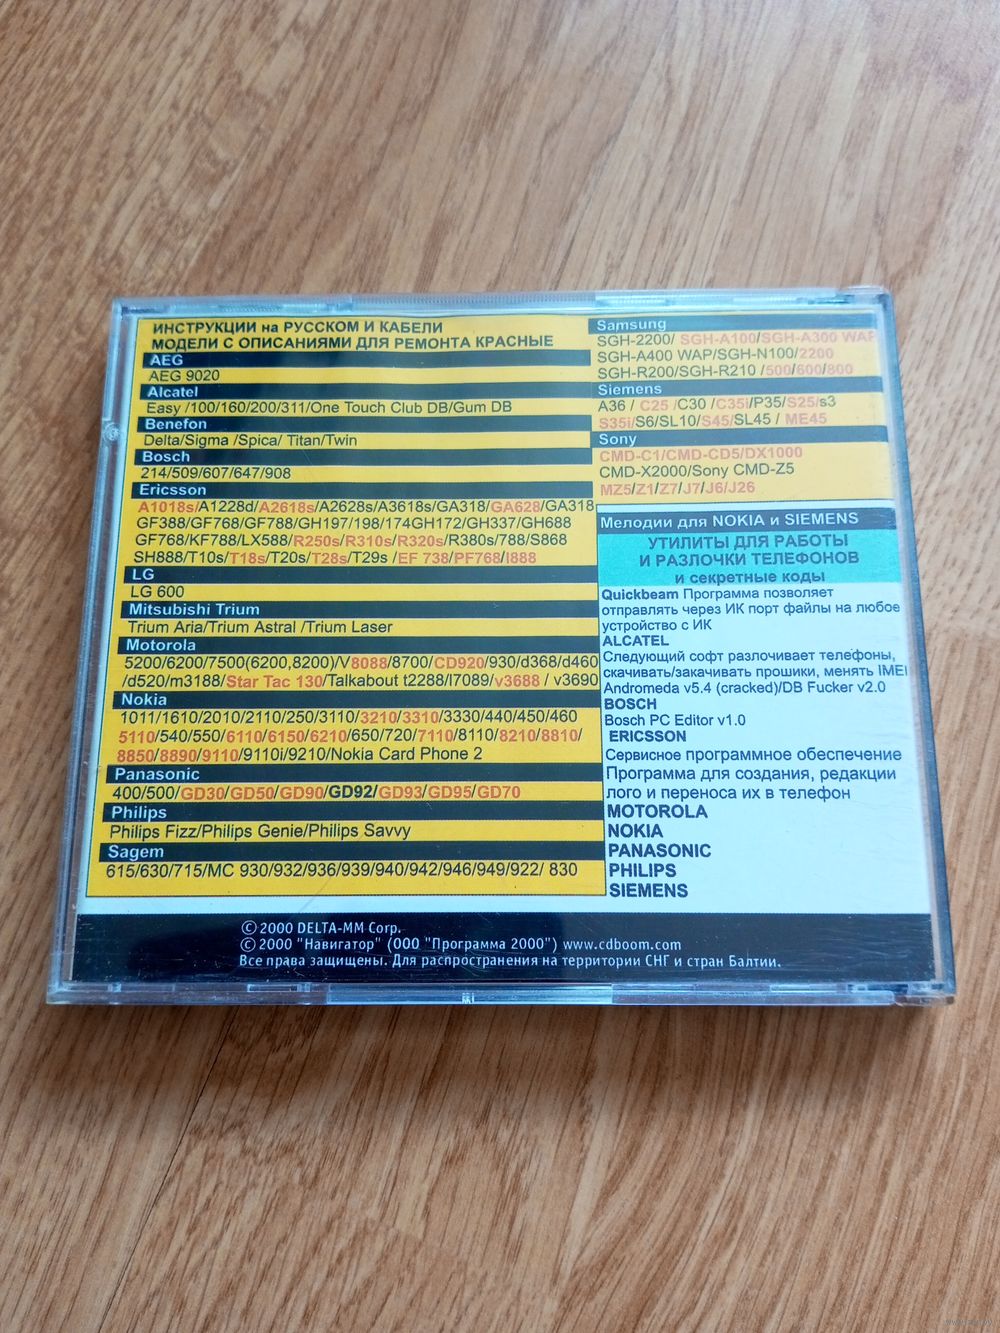 ИНСТРУКЦИИ на РУССКОМ И КАБЕЛИ
МОДЕЛИ С ОПИСАНИЯМИ ДЛЯ РЕМОНТА КРАСНЫЕ
AEG
AEG 9020
Alcatel
Easy /100/160/200/311/One Touch Club DB/Gum DB
Benefon
Delta/Sigma /Spica/ Titan/Twin
Bosch
214/509/607/647/908
Ericsson
A1018s/A1228d/A2618s/A2628s/A3618s/GA318/GA628/GA318
GF388/GF768/GF788/GH197/198/174GH172/GH337/GH688
GF768/KF788/LX588/R250s/R310s/R320s/R380s/788/S868
SH888/T10s/T18s/T20s/T28s/T29s /EF 738/PF768/I888
LG
LG 600
Mitsubishi Trium
Trium Aria/Trium Astral /Trium Laser
Motorola
5200/6200/7500(6200,8200)/V8088/8700/CD920/930/d368/d460
/d520/m3188/Star Tac 130/Talkabout t2288/I7089/v3688 / v3690
Nokia
1011/1610/2010/2110/250/3110/3210/3310/3330/440/450/460
5110/540/550/6110/6150/6210/650/720/7110/8110/8210/8810/
8850/8890/9110/9110i/9210/Nokia Card Phone 2
Panasonic
400/500/GD30/GD50/GD90/GD92/GD93/GD95/GD70
Philips
Philips Fizz/Philips Genie/Philips Savvy
Sagem
615/630/715/MC 930/932/936/939/940/942/946/949/922/ 830
Samsung
SGH-2200/ SGH-A100/SGH-A300 WAP
SGH-A400 WAP/SGH-N100/2200
SGH-R200/SGH-R210 /500/600/800
Siemens
A36 / C25 /C30 /C35i/P35/S25/s3
S35i/S6/SL10/S45/SL45 / ME45
Sony
CMD-C1/CMD-CD5/DX1000
CMD-X2000/Sony CMD-Z5
MZ5/Z1/Z7/J7/J6/J26
Мелодии для NOKIA и SIEMENS
УТИЛИТЫ ДЛЯ РАБОТЫ
И РАЗЛОЧКИ ТЕЛЕФОНОВ
и секретные коды
Quickbeam Программа позволяет
отправлять через ИК порт файлы на любое
устройство с ИК
ALCATEL
Следующий софт разлочивает телефоны,
скачивать/закачивать прошики, менять IMEI
Andromeda v5.4 (cracked)/DB Fucker v2.0
BOSCH
Bosch PC Editor v1.0
ERICSSON
Сервисное программное обеспечение
Программа для создания, редакции
лого и переноса их в телефон
MOTOROLA
NOKIA
PANASONIC
PHILIPS
SIEMENS
© 2000 DELTA-MM Corp.
© 2000 "Навигатор" (ООО "Программа 2000") www.cdboom.com
Все права защищены. Для распространения на территории СНГ и стран Балтии.